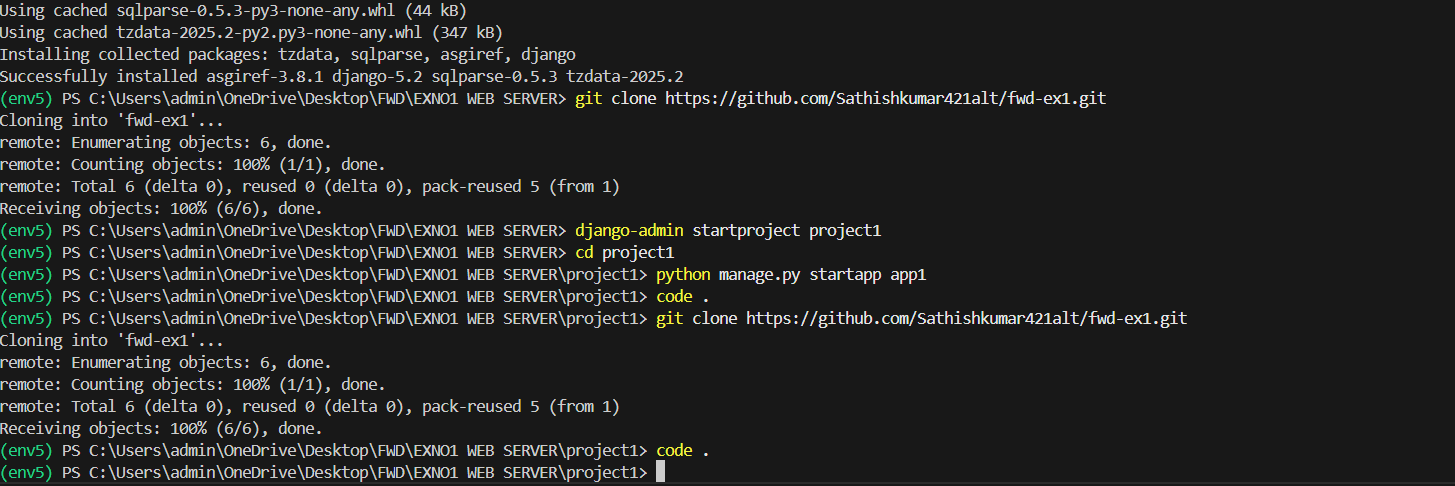 Using cached sqlparse-0.5.3-py3-none-any.whl (44 kB)
Using cached tzdata-2025.2-py2.py3-none-any.whl (347 kB)
Installing collected packages: tzdata, sqlparse, asgiref, django
Successfully installed asgiref-3.8.1 django-5.2 sqlparse-0.5.3 tzdata-2025.2
(env5) PS C:\Users\admin\OneDrive\Desktop\FWD\EXNO1 WEB SERVER> git clone https://github.com/Sathishkumar421alt/fwd-ex1.git
Cloning into 'fwd-ex1'...
remote: Enumerating objects: 6, done.
remote: Counting objects: 100% (1/1), done.
remote: Total 6 (delta 0), reused 0 (delta 0), pack-reused 5 (from 1)
Receiving objects: 100% (6/6), done.
(env5) PS C:\Users\admin\OneDrive\Desktop\FWD\EXNO1 WEB SERVER> django-admin startproject project1
(env5) PS C:\Users\admin\OneDrive\Desktop\FWD\EXNO1 WEB SERVER> cd project1
(env5) PS C:\Users\admin\OneDrive\Desktop\FWD\EXNO1 WEB SERVER\project1> python manage.py startapp app1
(env5) PS C:\Users\admin\OneDrive\Desktop\FWD\EXNO1 WEB SERVER\project1> code .
(env5) PS C:\Users\admin\OneDrive\Desktop\FWD\EXNO1 WEB SERVER\project1> git clone https://github.com/Sathishkumar421alt/fwd-ex1.git
Cloning into 'fwd-ex1'...
remote: Enumerating objects: 6, done.
remote: Counting objects: 100% (1/1), done.
remote: Total 6 (delta 0), reused 0 (delta 0), pack-reused 5 (from 1)
Receiving objects: 100% (6/6), done.
(env5) PS C:\Users\admin\OneDrive\Desktop\FWD\EXNO1 WEB SERVER\project1> code .
(env5) PS C:\Users\admin\OneDrive\Desktop\FWD\EXNO1 WEB SERVER\project1>